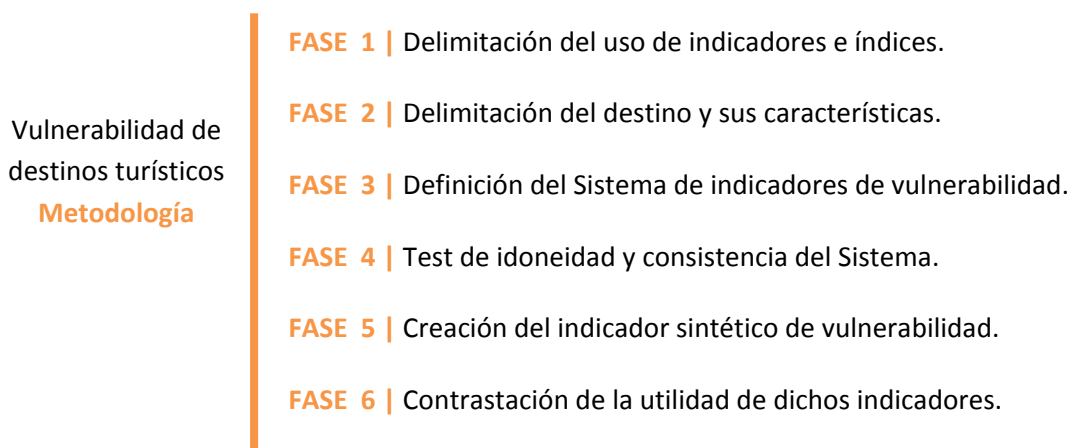 Vulnerabilidad de
destinos turísticos
Metodología
FASE 1 | Delimitación del uso de indicadores e índices.
FASE 2 | Delimitación del destino y sus características.
FASE 3 | Definición del Sistema de indicadores de vulnerabilidad.
FASE 4 | Test de idoneidad y consistencia del Sistema.
FASE 5 | Creación del indicador sintético de vulnerabilidad.
FASE 6 | Contrastación de la utilidad de dichos indicadores.